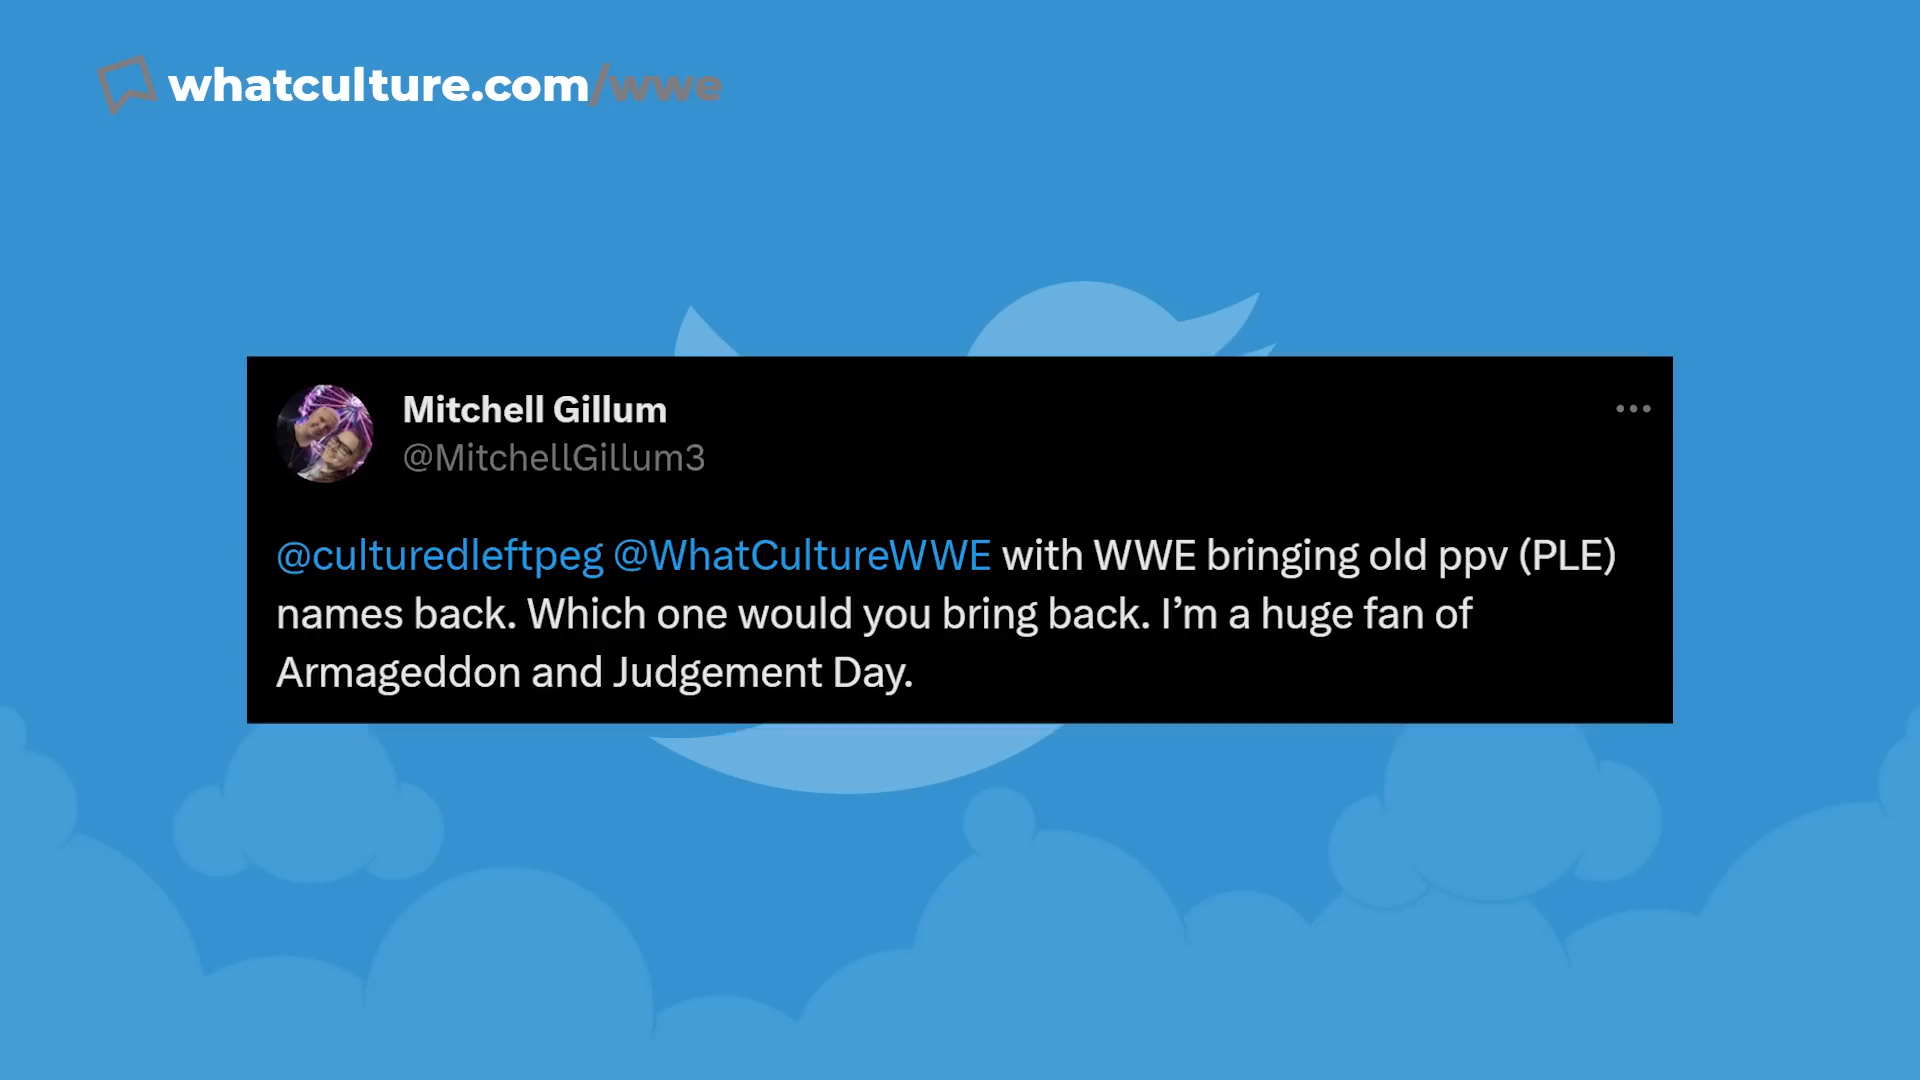 whatculture.com/wwe
Mitchell Gillum
@MitchellGillum3
@culturedleftpeg @WhatCultureWWE with WWE bringing old ppv (PLE)
names back. Which one would you bring back. I’m a huge fan of
Armageddon and Judgement Day.